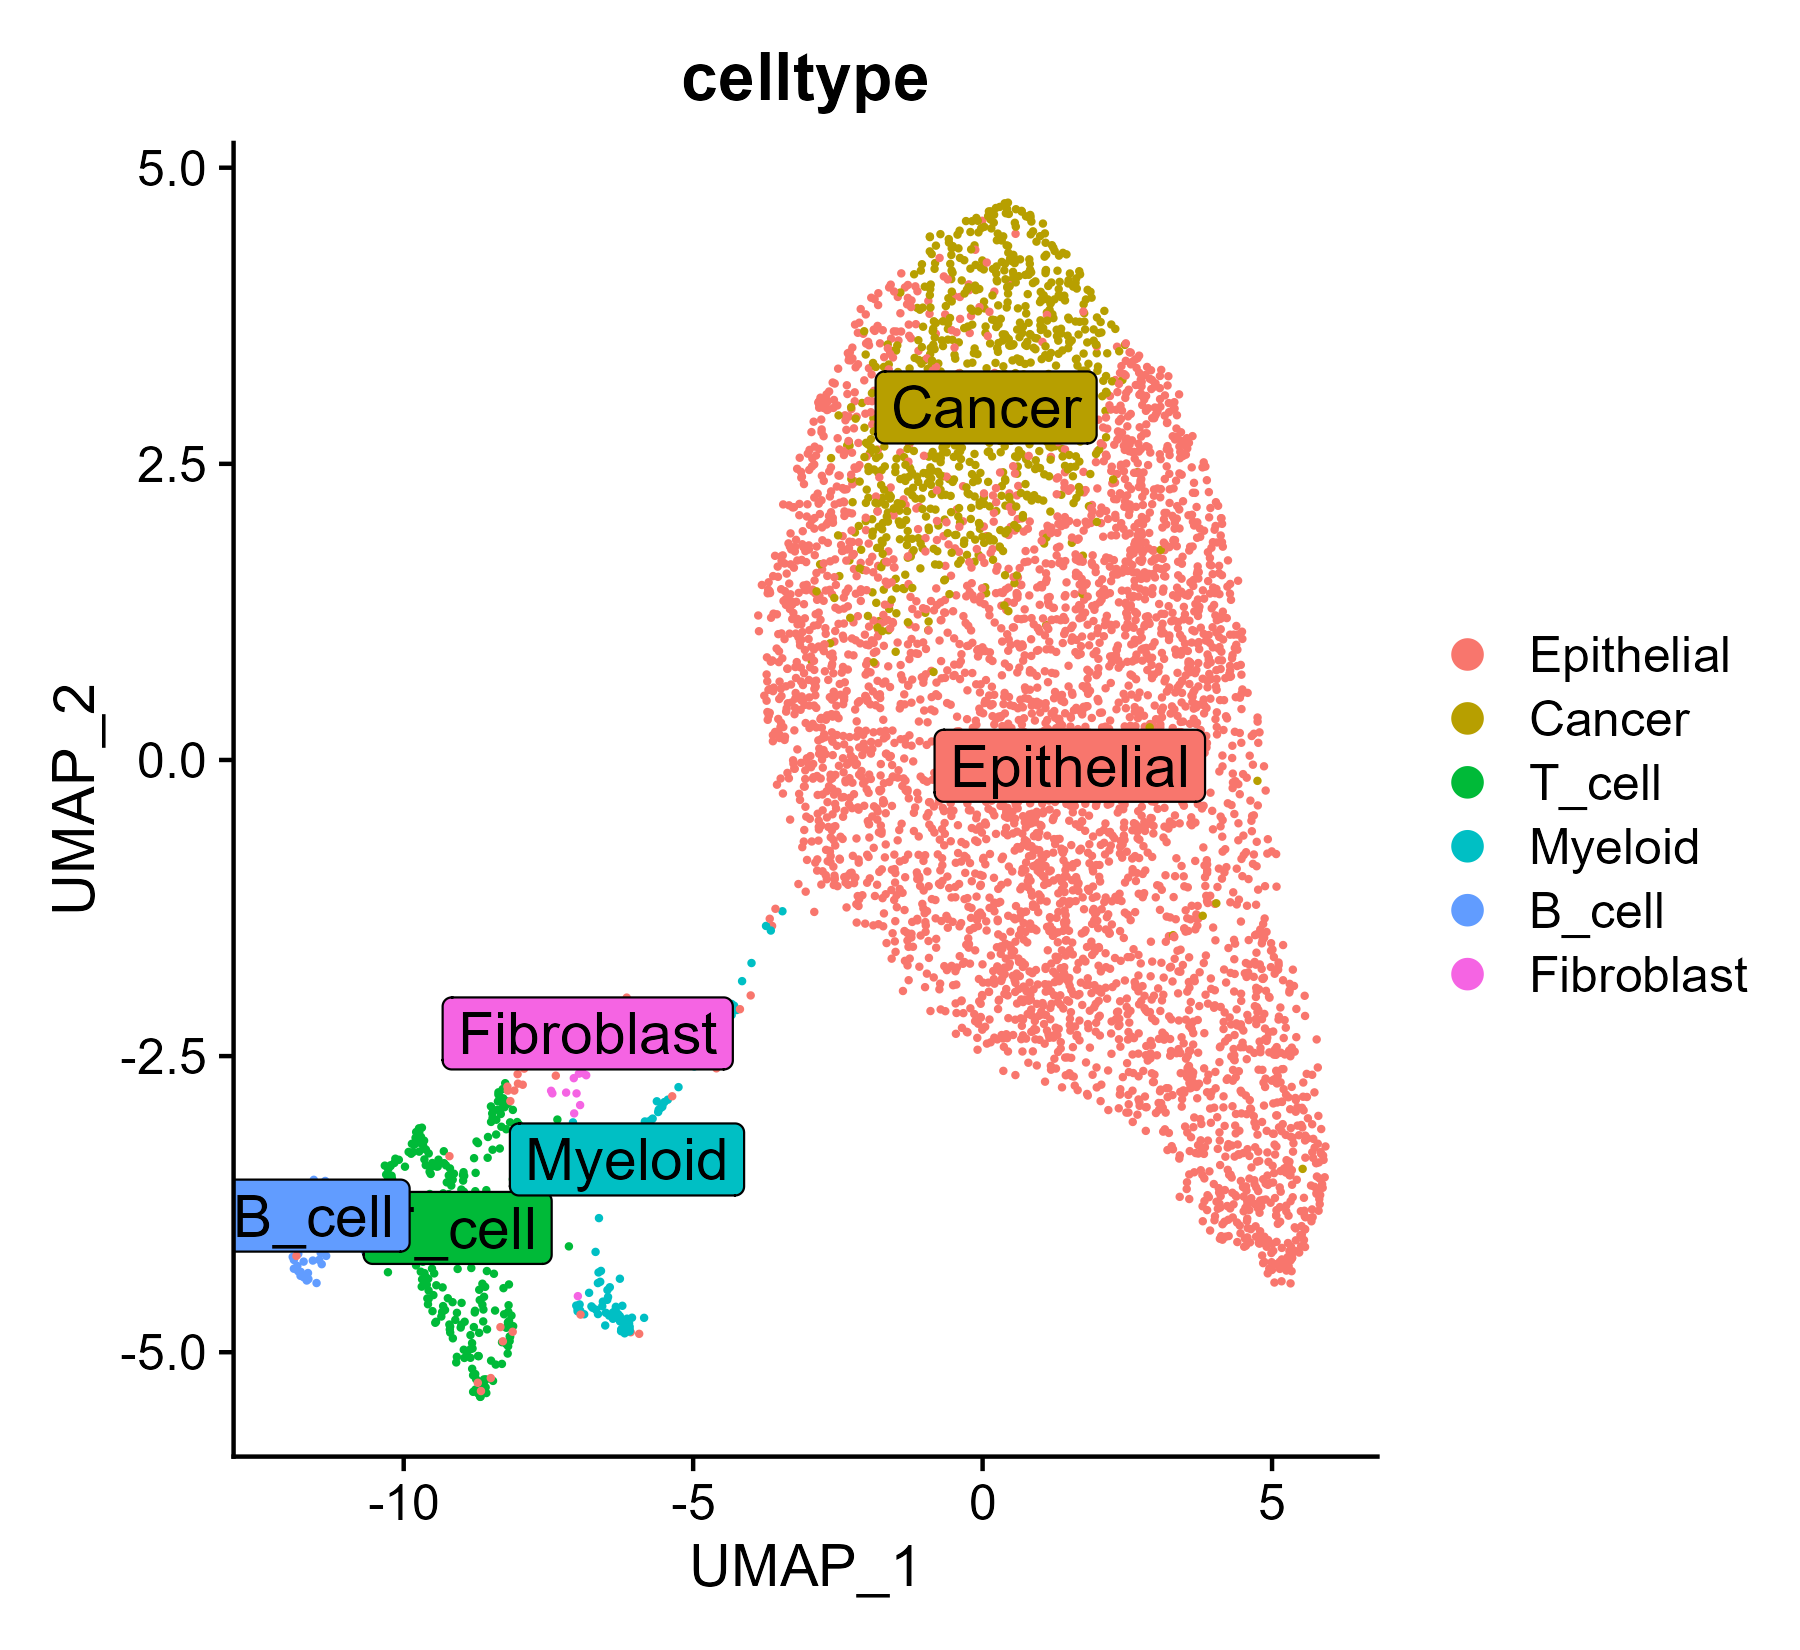 celltype
5.0
2.5
0.0
-2.5
-5.0
UMAP_2
Cancer
Epithelial
Fibroblast
Myeloid
B_cell
_cell
-10
-5
0
5
UMAP_1
Epithelial
Cancer
T_cell
Myeloid
B_cell
Fibroblast